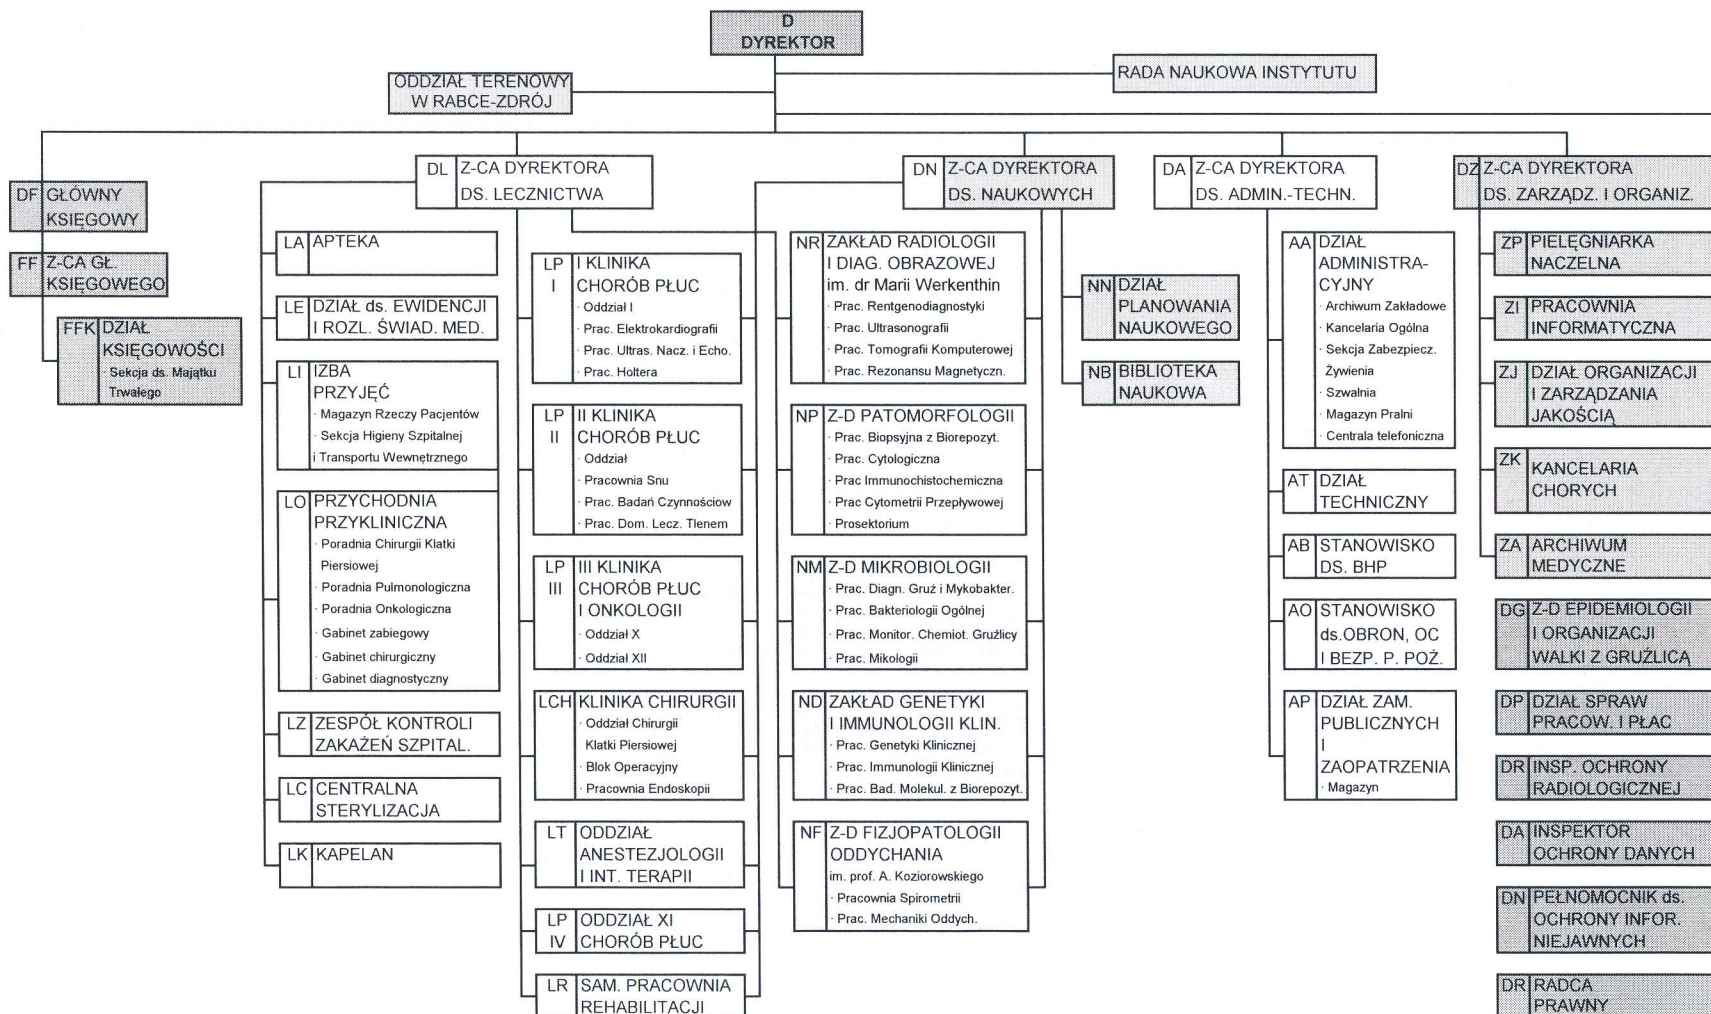 D
DYREKTOR
RADA NAUKOWA INSTYTUTU
ODDZIAŁ TERENOWY
W RABCE-ZDRÓJ
DF GŁÓWNY
KSIĘGOWY
FF Z-CA GŁ.
KSIĘGOWEGO
FFK DZIAŁ
KSIĘGOWOŚCI
· Sekcja ds. Majątku
Trwałego
DL Z-CA DYREKTORA
DS. LECZNICTWA
LA APTEKA
LE DZIAŁ ds. EWIDENCJI
I ROZL. ŚWIAD. MED.
LI IZBA
PRZYJĘĆ
· Magazyn Rzeczy Pacjentów
· Sekcja Higieny Szpitalnej
i Transportu Wewnętrznego
LO PRZYCHODNIA
PRZYKLINICZNA
· Poradnia Chirurgii Klatki
Piersiowej
· Poradnia Pulmonologiczna
· Poradnia Onkologiczna
· Gabinet zabiegowy
· Gabinet chirurgiczny
· Gabinet diagnostyczny
LZ ZESPÓŁ KONTROLI
ZAKAŻEŃ SZPITAL.
LC CENTRALNA
STERYLIZACJA
LK KAPELAN
LP I KLINIKA
I CHORÓB PŁUC
· Oddział I
· Prac. Elektrokardiografii
· Prac. Ultras. Nacz. i Echo.
· Prac. Holtera
LP II KLINIKA
II CHORÓB PŁUC
· Oddział
· Pracownia Snu
· Prac. Badań Czynnościow
· Prac. Dom. Lecz. Tlenem
LP III KLINIKA
III CHORÓB PŁUC
I ONKOLOGII
· Oddział X
· Oddział XII
LCH KLINIKA CHIRURGII
· Oddział Chirurgii
Klatki Piersiowej
· Blok Operacyjny
· Pracownia Endoskopii
LT ODDZIAŁ
ANESTEZJOLOGII
I INT. TERAPII
LP ODDZIAŁ XI
IV CHORÓB PŁUC
LR SAM. PRACOWNIA
REHABILITACJI
DN Z-CA DYREKTORA
DS. NAUKOWYCH
NR ZAKŁAD RADIOLOGII
I DIAG. OBRAZOWEJ
im. dr Marii Werkenthin
· Prac. Rentgenodiagnostyki
· Prac. Ultrasonografii
· Prac. Tomografii Komputerowej
· Prac. Rezonansu Magnetyczn.
NP Z-D PATOMORFOLOGII
· Prac. Biopsyjna z Biorepozyt.
· Prac. Cytologiczna
· Prac Immunochistochemiczna
· Prac Cytometrii Przepływowej
· Prosektorium
NM Z-D MIKROBIOLOGII
· Prac. Diagn. Gruź i Mykobakter.
· Prac. Bakteriologii Ogólnej
· Prac. Monitor. Chemiot. Gruźlicy
· Prac. Mikologii
ND ZAKŁAD GENETYKI
I IMMUNOLOGII KLIN.
· Prac. Genetyki Klinicznej
· Prac. Immunologii Klinicznej
· Prac. Bad. Molekul. z Biorepozyt.
NF Z-D FIZJOPATOLOGII
ODDYCHANIA
im. prof. A. Koziorowskiego
· Pracownia Spirometrii
· Prac. Mechaniki Oddych.
NN DZIAŁ
PLANOWANIA
NAUKOWEGO
NB BIBLIOTEKA
NAUKOWA
DA Z-CA DYREKTORA
DS. ADMIN.-TECHN.
AA DZIAŁ
ADMINISTRA-
CYJNY
· Archiwum Zakładowe
· Kancelaria Ogólna
· Sekcja Zabezpiecz.
Żywienia
· Szwalnia
· Magazyn Pralni
· Centrala telefoniczna
AT DZIAŁ
TECHNICZNY
AB STANOWISKO
DS. BHP
AO STANOWISKO
ds.OBRON, OC
I BEZP. P. POŻ.
AP DZIAŁ ZAM.
PUBLICZNYCH
I
ZAOPATRZENIA
· Magazyn
DZ Z-CA DYREKTORA
DS. ZARZĄDZ. I ORGANIZ.
ZP PIELĘGNIARKA
NACZELNA
ZI PRACOWNIA
INFORMATYCZNA
ZJ DZIAŁ ORGANIZACJI
I ZARZĄDZANIA
JAKOŚCIĄ
ZK KANCELARIA
CHORYCH
ZA ARCHIWUM
MEDYCZNE
DG Z-D EPIDEMIOLOGII
I ORGANIZACJI
WALKI Z GRUŹLICĄ
DP DZIAŁ SPRAW
PRACOW. I PŁAC
DR INSP. OCHRONY
RADIOLOGICZNEJ
DA INSPEKTOR
OCHRONY DANYCH
DN PEŁNOMOCNIK ds.
OCHRONY INFOR.
NIEJAWNYCH
DR RADCA
PRAWNY